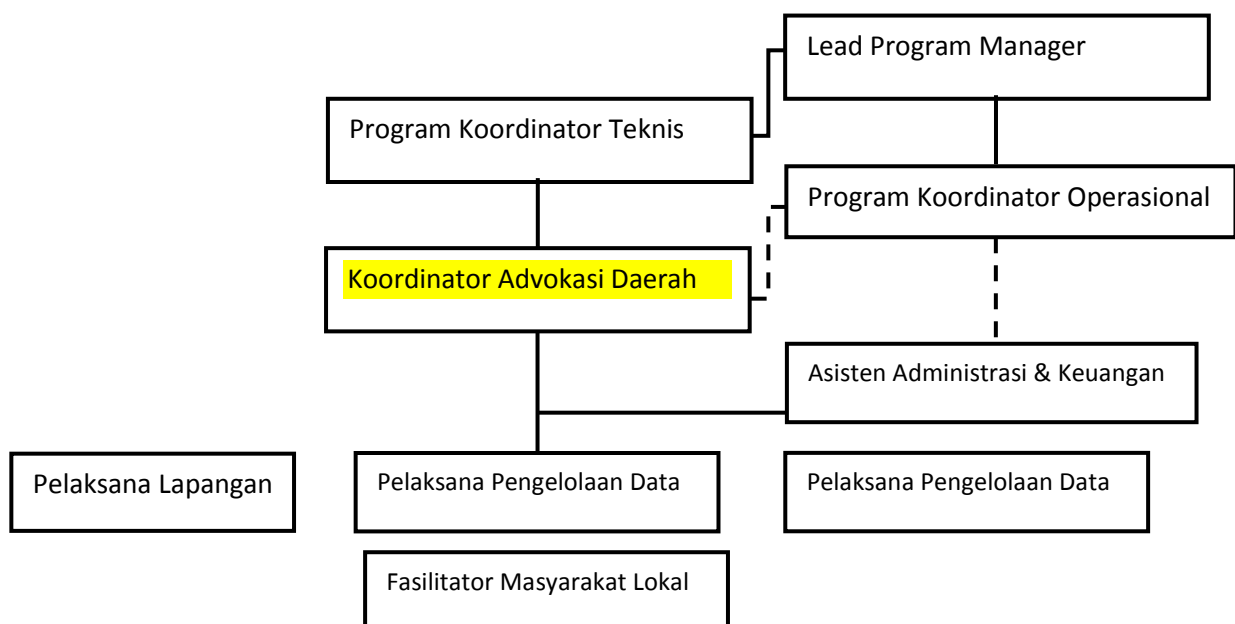 Lead Program Manager
Program Koordinator Teknis
Program Koordinator Operasional
Koordinator Advokasi Daerah
Asisten Administrasi & Keuangan
Pelaksana Lapangan
Pelaksana Pengelolaan Data
Pelaksana Pengelolaan Data
Fasilitator Masyarakat Lokal